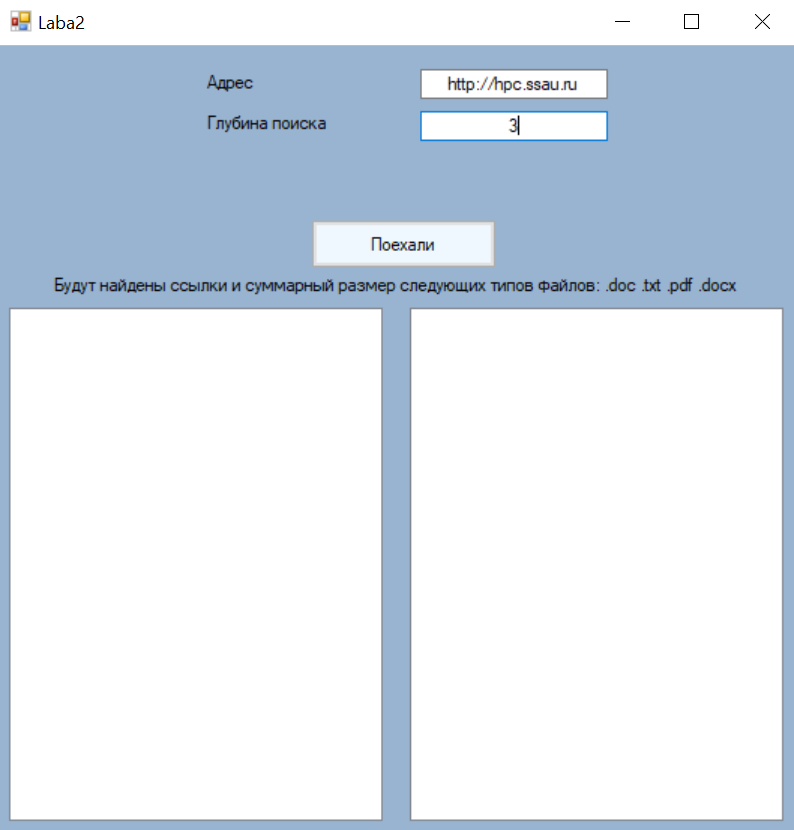 Laba2
Адрес http://hpc.ssau.ru
Глубина поиска 3
Поехали
Будут найдены ссылки и суммарный размер следующих типов файлов: .doc .txt .pdf .docx